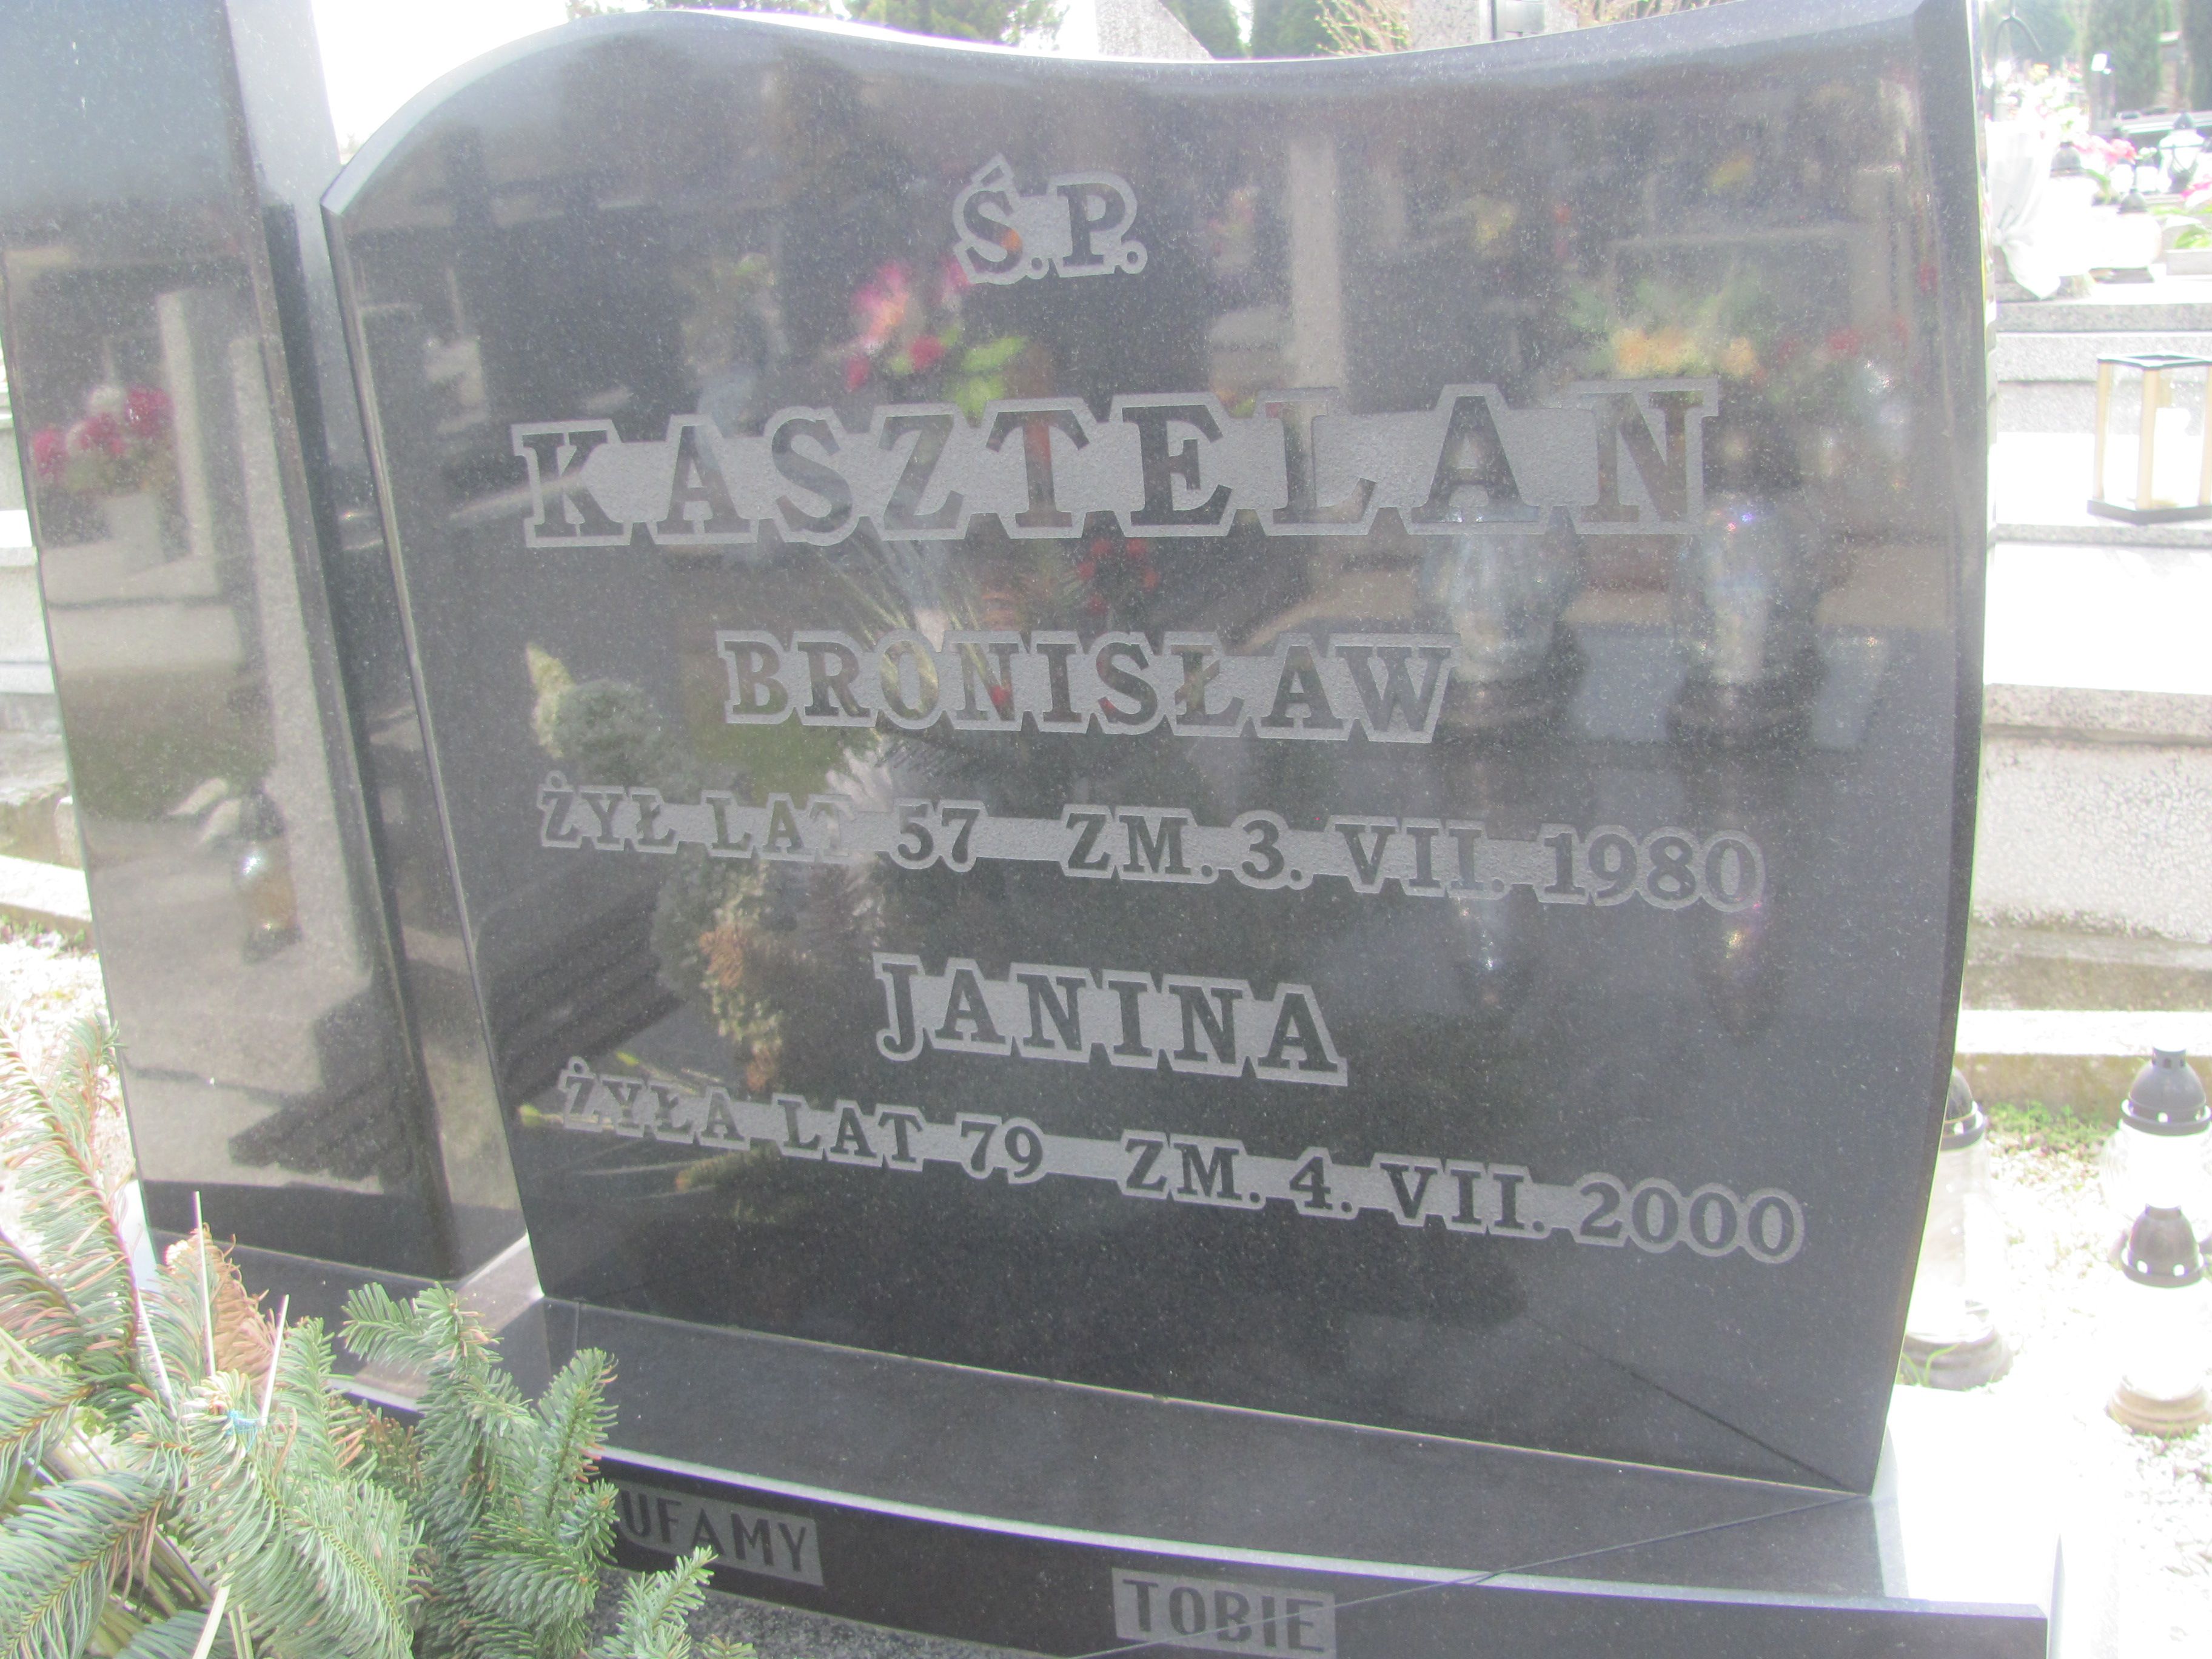 Ś.P.
KASZTELAN
BRONISŁAW
ŻYŁ LAT 57 ZM. 3. VII. 1980
JANINA
ŻYŁA LAT 79 ZM. 4. VII. 2000
UFAMY
TOBIE